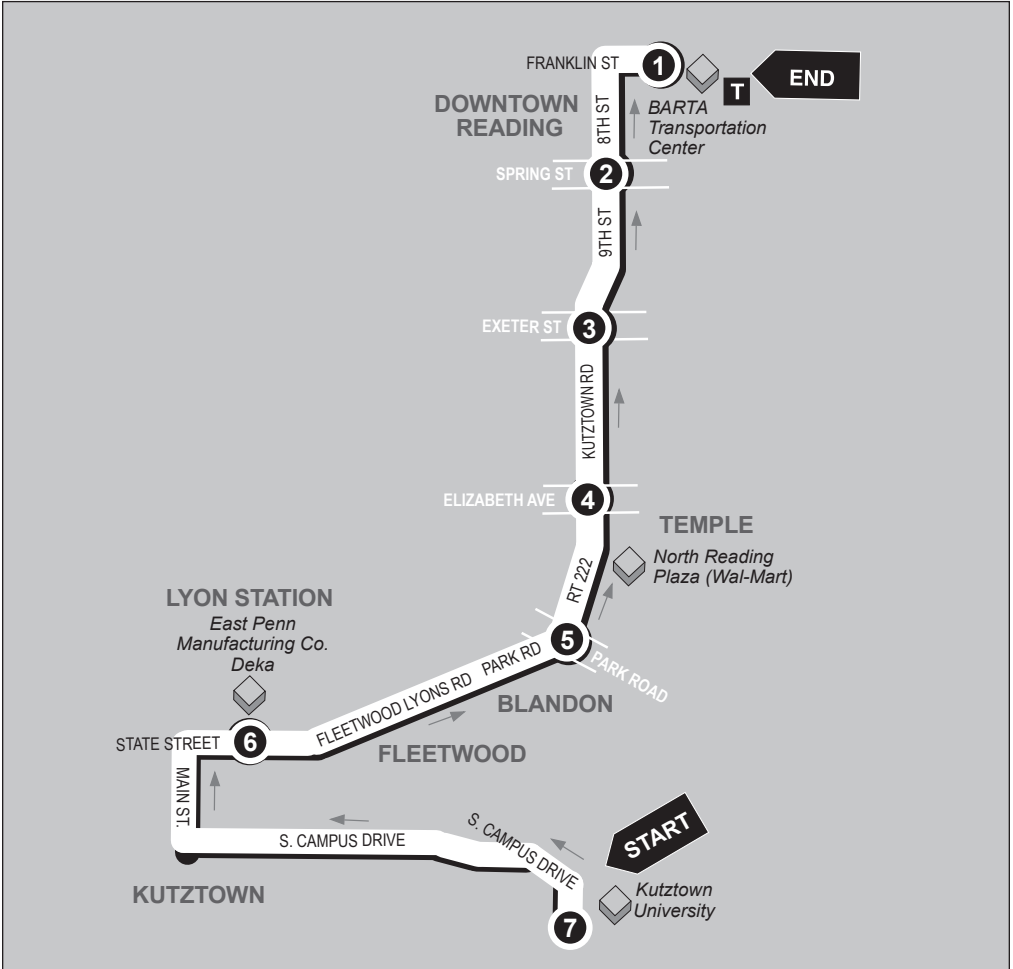 FRANKLIN ST
1
T
END
DOWNTOWN
READING
8TH ST
BARTA
Transportation
Center
SPRING ST
2
9TH ST
EXETER ST
3
KUTZTOWN RD
ELIZABETH AVE
4
TEMPLE
North Reading
Plaza (Wal-Mart)
RT 222
LYON STATION
East Penn
Manufacturing Co.
Deka
5
PARK RD
PARK ROAD
FLEETWOOD LYONS RD
BLANDON
STATE STREET
6
FLEETWOOD
MAIN ST.
S. CAMPUS DRIVE
S. CAMPUS DRIVE
START
KUTZTOWN
Kutztown
University
7